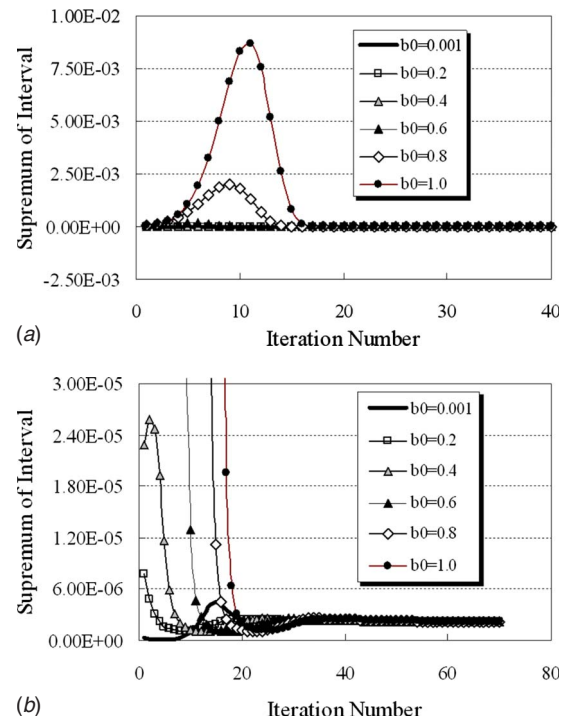 1.00E-02
7.50E-03
5.00E-03
2.50E-03
0.00E+00
-2.50E-03
Supremum of Interval
b0=0.001
b0=0.2
b0=0.4
b0=0.6
b0=0.8
b0=1.0
0 10 20 30 40
Iteration Number
(a)
3.00E-05
2.40E-05
1.80E-05
1.20E-05
6.00E-06
0.00E+00
Supremum of Interval
b0=0.001
b0=0.2
b0=0.4
b0=0.6
b0=0.8
b0=1.0
0 20 40 60 80
Iteration Number
(b)